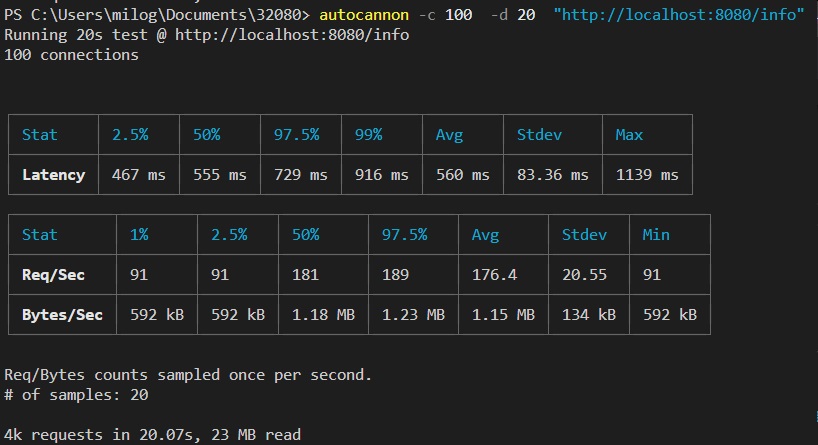 PS C:\Users\milog\Documents\32080> autocannon -c 100  -d 20  "http://localhost:8080/info"
Running 20s test @ http://localhost:8080/info
100 connections
Stat 2.5% 50% 97.5% 99% Avg Stdev Max
Latency 467 ms 555 ms 729 ms 916 ms 560 ms 83.36 ms 1139 ms
Stat 1% 2.5% 50% 97.5% Avg Stdev Min
Req/Sec 91 91 181 189 176.4 20.55 91
Bytes/Sec 592 kB 592 kB 1.18 MB 1.23 MB 1.15 MB 134 kB 592 kB
Req/Bytes counts sampled once per second.
# of samples: 20
4k requests in 20.07s, 23 MB read